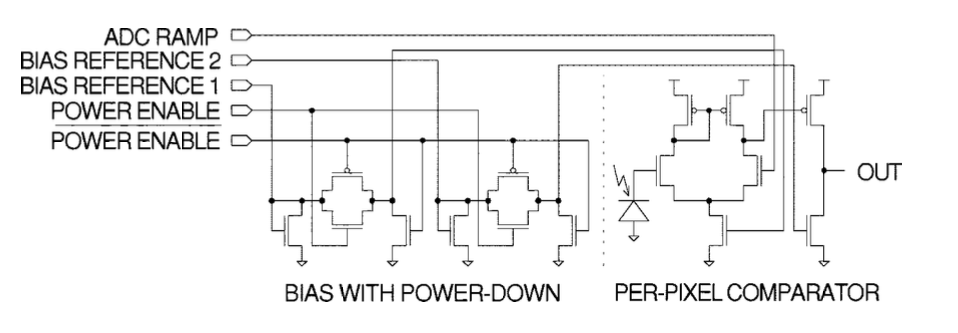 ADC RAMP
BIAS REFERENCE 2
BIAS REFERENCE 1
POWER ENABLE
POWER ENABLE
OUT
BIAS WITH POWER-DOWN
PER-PIXEL COMPARATOR